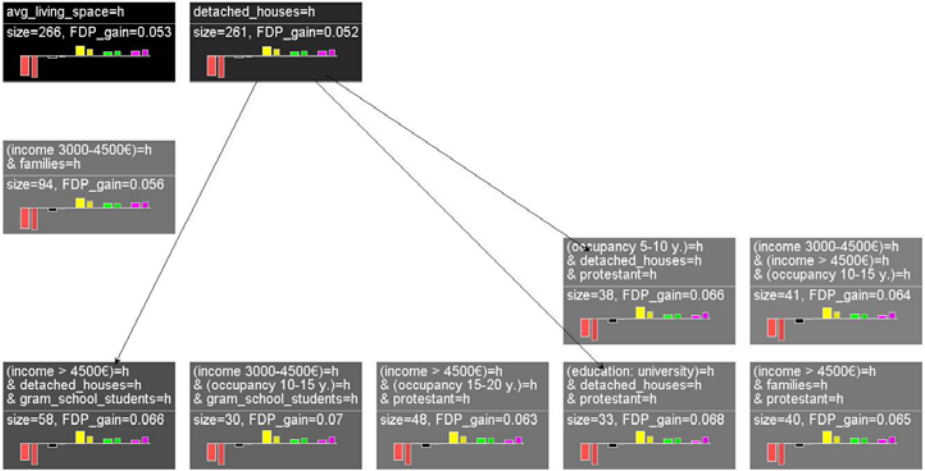 avg_living_space=h
size=266, FDP_gain=0.053
detached_houses=h
size=261, FDP_gain=0.052
(income 3000-4500€)=h
& families=h
size=94, FDP_gain=0.056
(occupancy 5-10 y.)=h
& detached_houses=h
& protestant=h
size=38, FDP_gain=0.066
(income 3000-4500€)=h
& (income > 4500€)=h
& (occupancy 10-15 y.)=h
size=41, FDP_gain=0.064
(income > 4500€)=h
& detached_houses=h
& gram_school_students=h
size=58, FDP_gain=0.066
(income 3000-4500€)=h
& (occupancy 10-15 y.)=h
& gram_school_students=h
size=30, FDP_gain=0.07
(income > 4500€)=h
& (occupancy 15-20 y.)=h
& protestant=h
size=48, FDP_gain=0.063
(education: university)=h
& detached_houses=h
& protestant=h
size=33, FDP_gain=0.068
(income > 4500€)=h
& families=h
& protestant=h
size=40, FDP_gain=0.065